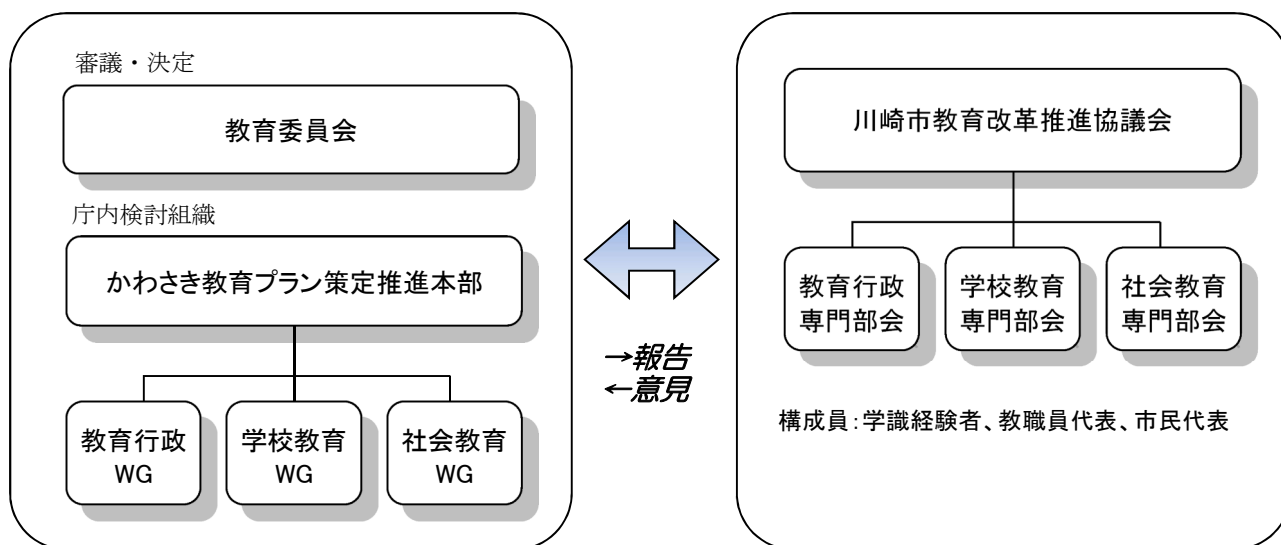 審議・決定
教育委員会
庁内検討組織
かわさき教育プラン策定推進本部
教育行政
WG
学校教育
WG
社会教育
WG
→報告
←意見
川崎市教育改革推進協議会
教育行政
専門部会
学校教育
専門部会
社会教育
専門部会
構成員：学識経験者、教職員代表、市民代表